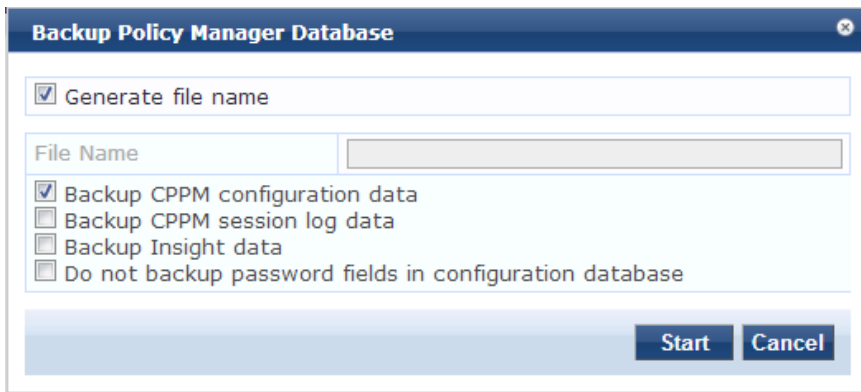 Backup Policy Manager Database
Generate file name
File Name
Backup CPPM configuration data
Backup CPPM session log data
Backup Insight data
Do not backup password fields in configuration database
Start Cancel